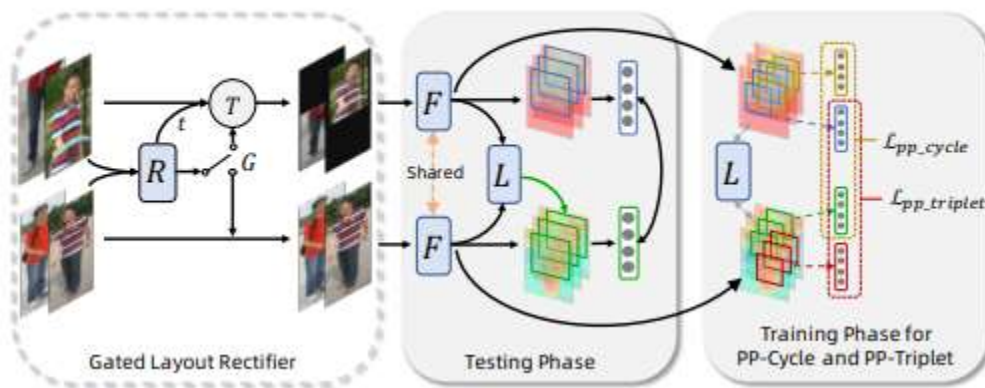 T
t
R
G
F
Shared
L
F
L
ℒpp_cycle
ℒpp_triplet
Gated Layout Rectifier
Testing Phase
Training Phase for
PP-Cycle and PP-Triplet